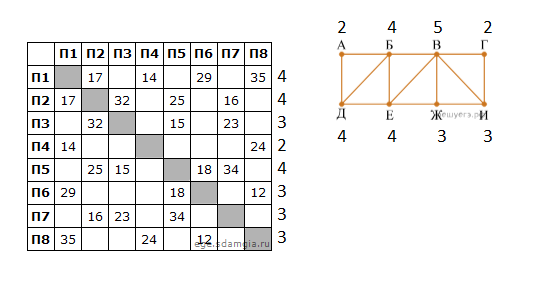 2 4 5 2
А Б В Г
П1 П2 П3 П4 П5 П6 П7 П8
П1 17 14 29 35 4
П2 17 32 25 16 4
П3 32 15 23 3
П4 14 24 2
П5 25 15 18 34 4
П6 29 18 12 3
П7 16 23 34 3
П8 35 24 12 3
Д Е Ж И
4 4 3 3
ege.sdamgia.ru